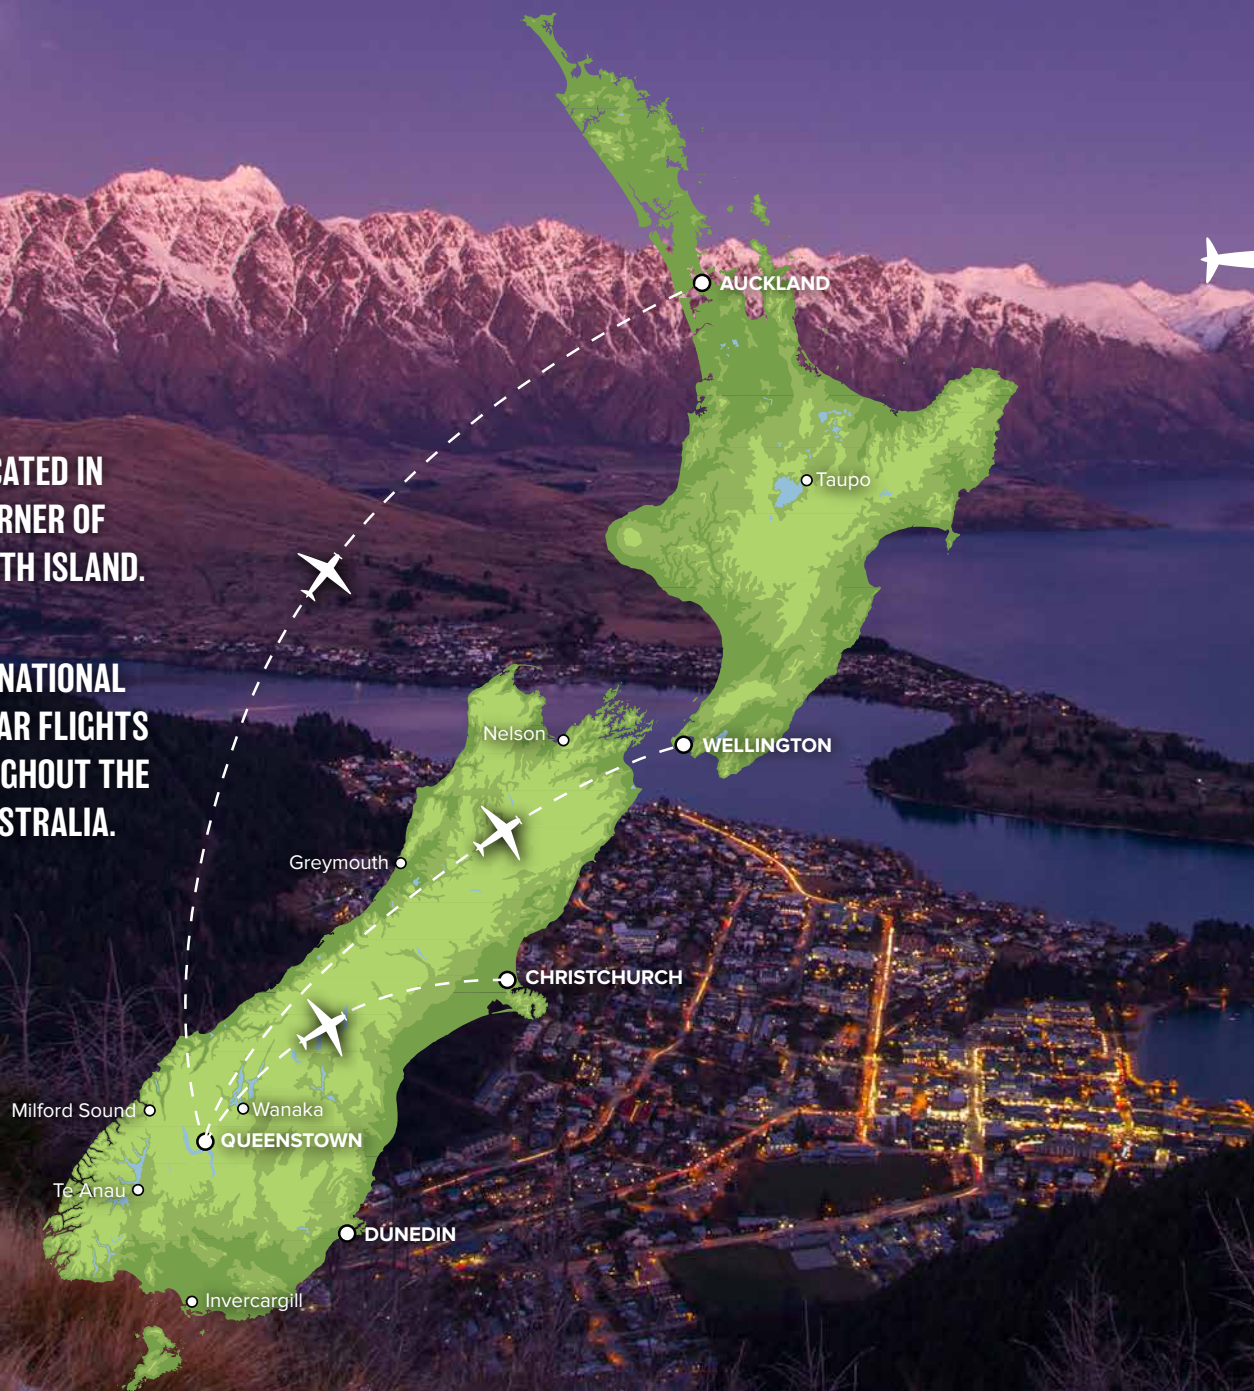 CATED IN
RNER OF
TH ISLAND.
NATIONAL
AR FLIGHTS
GHOUT THE
STRALIA.
AUCKLAND
Taupo
Nelson
WELLINGTON
Greymouth
CHRISTCHURCH
Milford Sound
Wanaka
QUEENSTOWN
Te Anau
DUNEDIN
Invercargill